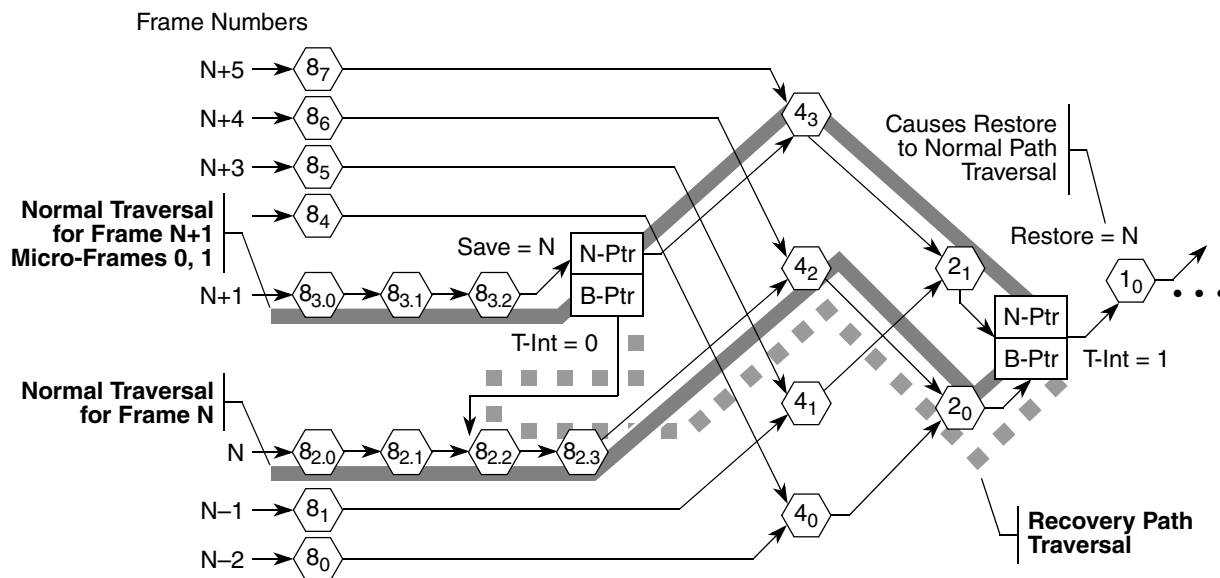 Frame Numbers
N+5
8₇
N+4
8₆
4₃
N+3
8₅
Causes Restore
to Normal Path
Traversal
8₄
Normal Traversal
for Frame N+1
Micro-Frames 0, 1
Save = N
N-Ptr
B-Ptr
4₂
2₁
Restore = N
1₀
N+1
8₃.₀
8₃.₁
8₃.₂
N-Ptr
B-Ptr
T-Int = 0
T-Int = 1
Normal Traversal
for Frame N
4₁
2₀
N
8₂.₀
8₂.₁
8₂.₂
8₂.₃
N–1
8₁
4₀
Recovery Path
Traversal
N–2
8₀